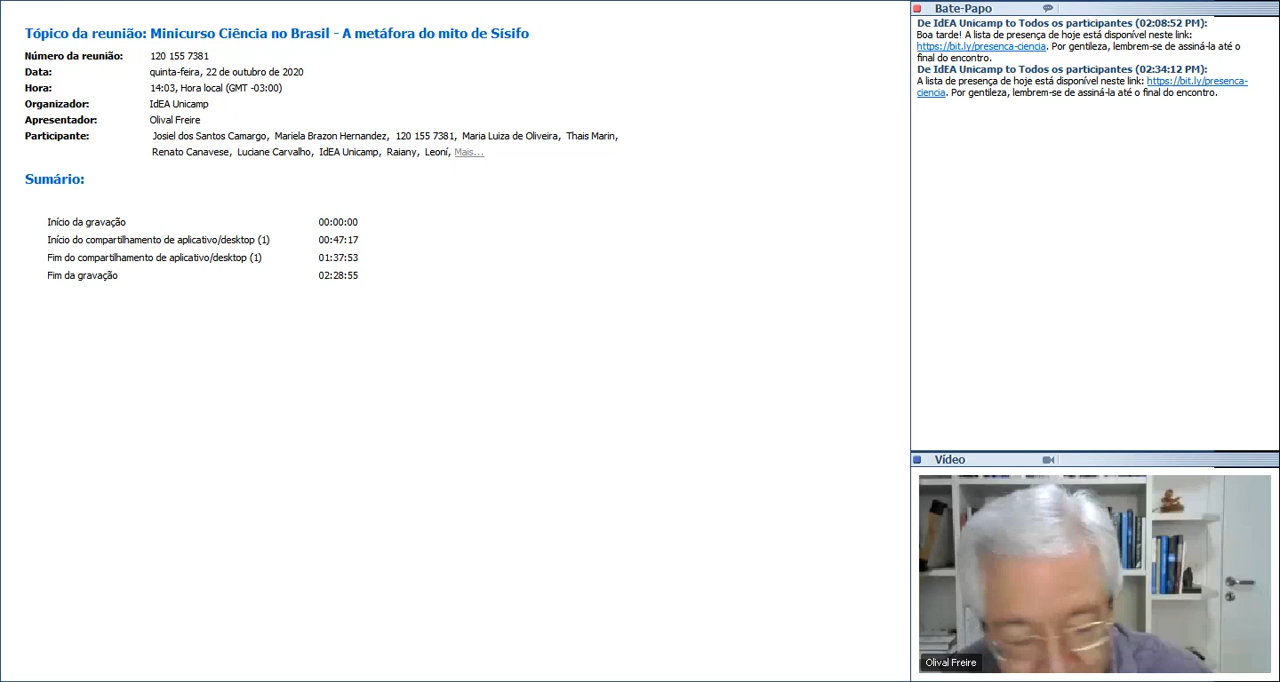 Tópico da reunião: Minicurso Ciência no Brasil - A metáfora do mito de Sísifo
Número da reunião: 120 155 7381
Data: quinta-feira, 22 de outubro de 2020
Hora: 14:03, Hora local (GMT -03:00)
Organizador: IdEA Unicamp
Apresentador: Olival Freire
Participante: Josiel dos Santos Camargo, Mariela Brazon Hernandez, 120 155 7381, Maria Luiza de Oliveira, Thais Marin,
Renato Canavese, Luciane Carvalho, IdEA Unicamp, Raiany, Leoní, Mais...
Sumário:
Início da gravação 00:00:00
Início do compartilhamento de aplicativo/desktop (1) 00:47:17
Fim do compartilhamento de aplicativo/desktop (1) 01:37:53
Fim da gravação 02:28:55
Bate-Papo
De IdEA Unicamp to Todos os participantes (02:08:52 PM):
Boa tarde! A lista de presença de hoje está disponível neste link:
https://bit.ly/presenca-ciencia. Por gentileza, lembrem-se de assiná-la até o
final do encontro.
De IdEA Unicamp to Todos os participantes (02:34:12 PM):
A lista de presença de hoje está disponível neste link: https://bit.ly/presenca-
ciencia. Por gentileza, lembrem-se de assiná-la até o final do encontro.
Vídeo
Olival Freire